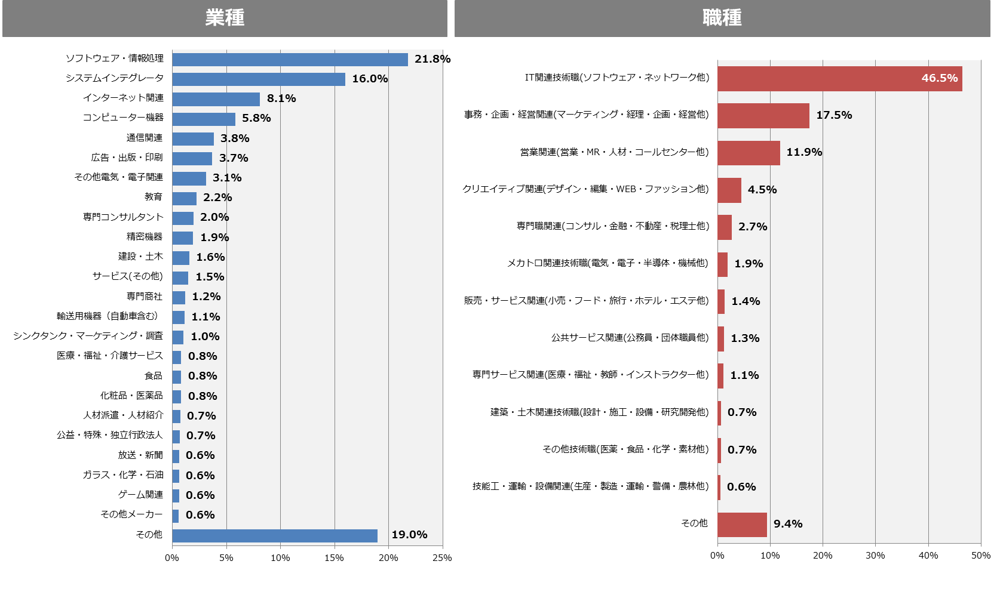 業種
ソフトウェア・情報処理 21.8%
システムインテグレータ 16.0%
インターネット関連 8.1%
コンピューター機器 5.8%
通信関連 3.8%
広告・出版・印刷 3.7%
その他電気・電子関連 3.1%
教育 2.2%
専門コンサルタント 2.0%
精密機器 1.9%
建設・土木 1.6%
サービス(その他) 1.5%
専門商社 1.2%
輸送用機器（自動車含む） 1.1%
シンクタンク・マーケティング・調査 1.0%
医療・福祉・介護サービス 0.8%
食品 0.8%
化粧品・医薬品 0.8%
人材派遣・人材紹介 0.7%
公益・特殊・独立行政法人 0.7%
放送・新聞 0.6%
ガラス・化学・石油 0.6%
ゲーム関連 0.6%
その他メーカー 0.6%
その他 19.0%
0% 5% 10% 15% 20% 25%
職種
IT関連技術職(ソフトウェア・ネットワーク他) 46.5%
事務・企画・経営関連(マーケティング・経理・企画・経営他) 17.5%
営業関連(営業・MR・人材・コールセンター他) 11.9%
クリエイティブ関連(デザイン・編集・WEB・ファッション他) 4.5%
専門職関連(コンサル・金融・不動産・税理士他) 2.7%
メカトロ関連技術職(電気・電子・半導体・機械他) 1.9%
販売・サービス関連(小売・フード・旅行・ホテル・エステ他) 1.4%
公共サービス関連(公務員・団体職員他) 1.3%
専門サービス関連(医療・福祉・教師・インストラクター他) 1.1%
建築・土木関連技術職(設計・施工・設備・研究開発他) 0.7%
その他技術職(医薬・食品・化学・素材他) 0.7%
技能工・運輸・設備関連(生産・製造・運輸・警備・農林他) 0.6%
その他 9.4%
0% 10% 20% 30% 40% 50%